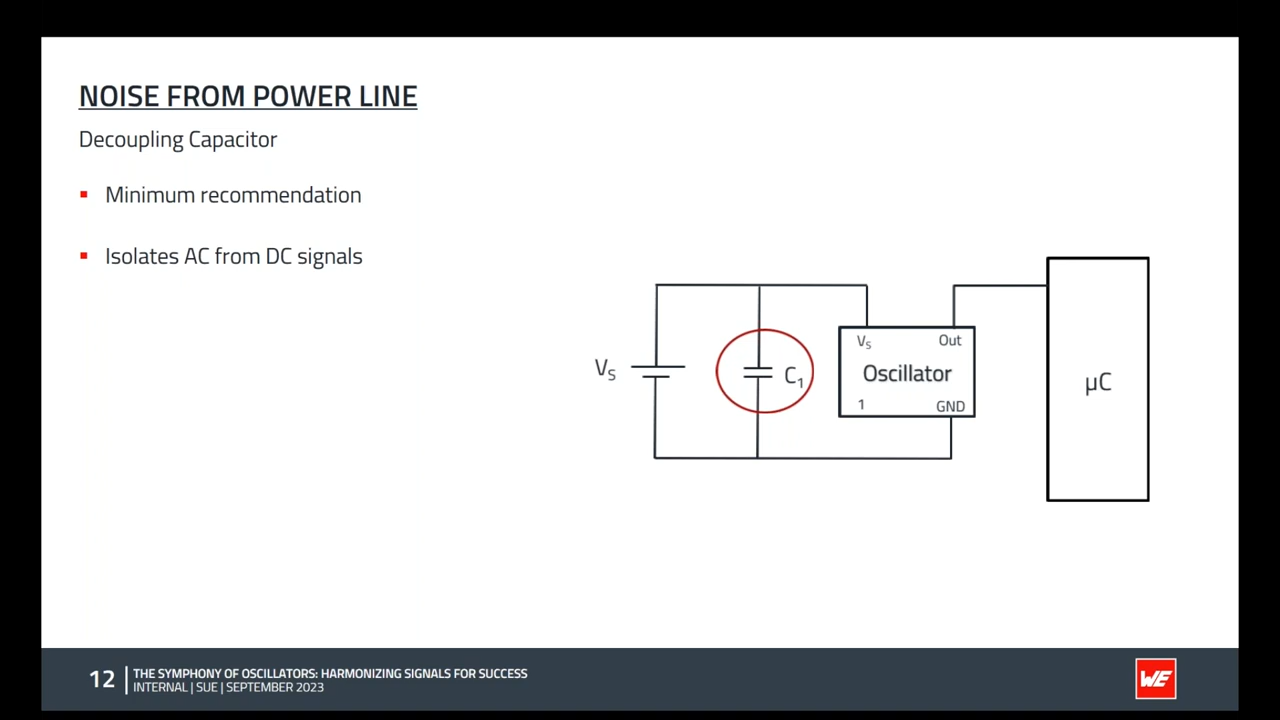 NOISE FROM POWER LINE
Decoupling Capacitor
Minimum recommendation
Isolates AC from DC signals
VS
C1
VS Out
Oscillator
1 GND
µC
12
THE SYMPHONY OF OSCILLATORS: HARMONIZING SIGNALS FOR SUCCESS
INTERNAL | SUE | SEPTEMBER 2023
WE